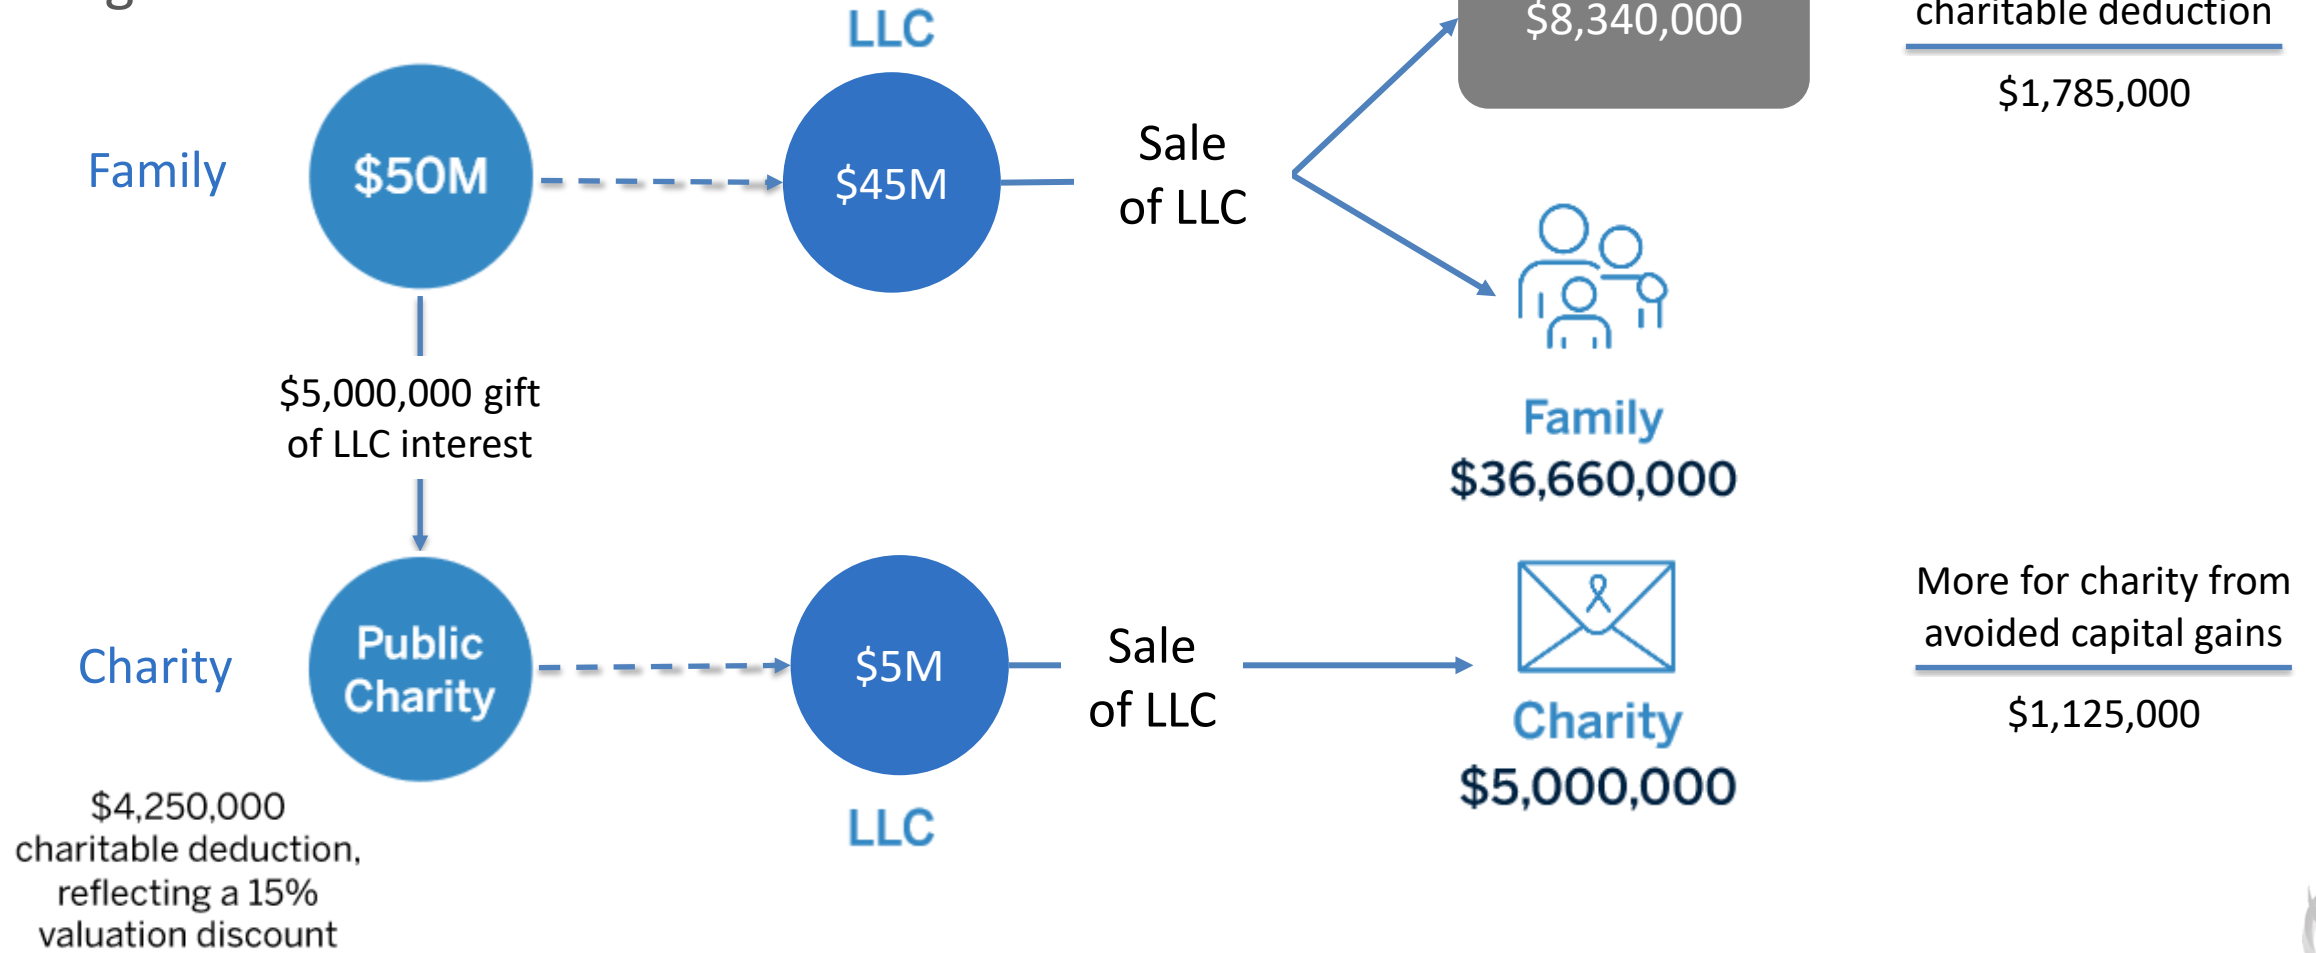 LLC
$8,340,000
charitable deduction
$1,785,000
Family
$50M
$45M
Sale
of LLC
$5,000,000 gift
of LLC interest
Family
$36,660,000
Charity
Public
Charity
$5M
Sale
of LLC
Charity
$5,000,000
More for charity from
avoided capital gains
$1,125,000
LLC
$4,250,000
charitable deduction,
reflecting a 15%
valuation discount